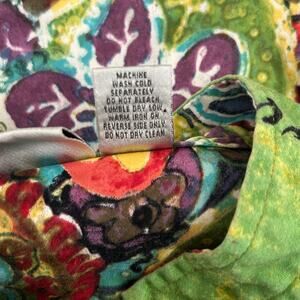 MACHINE
WASH COLD
SEPARATELY
DO NOT BLEACH
TUMBLE DRY LOW
WARM IRON ON
REVERSE SIDE ONLY.
DO NOT DRY CLEAN.